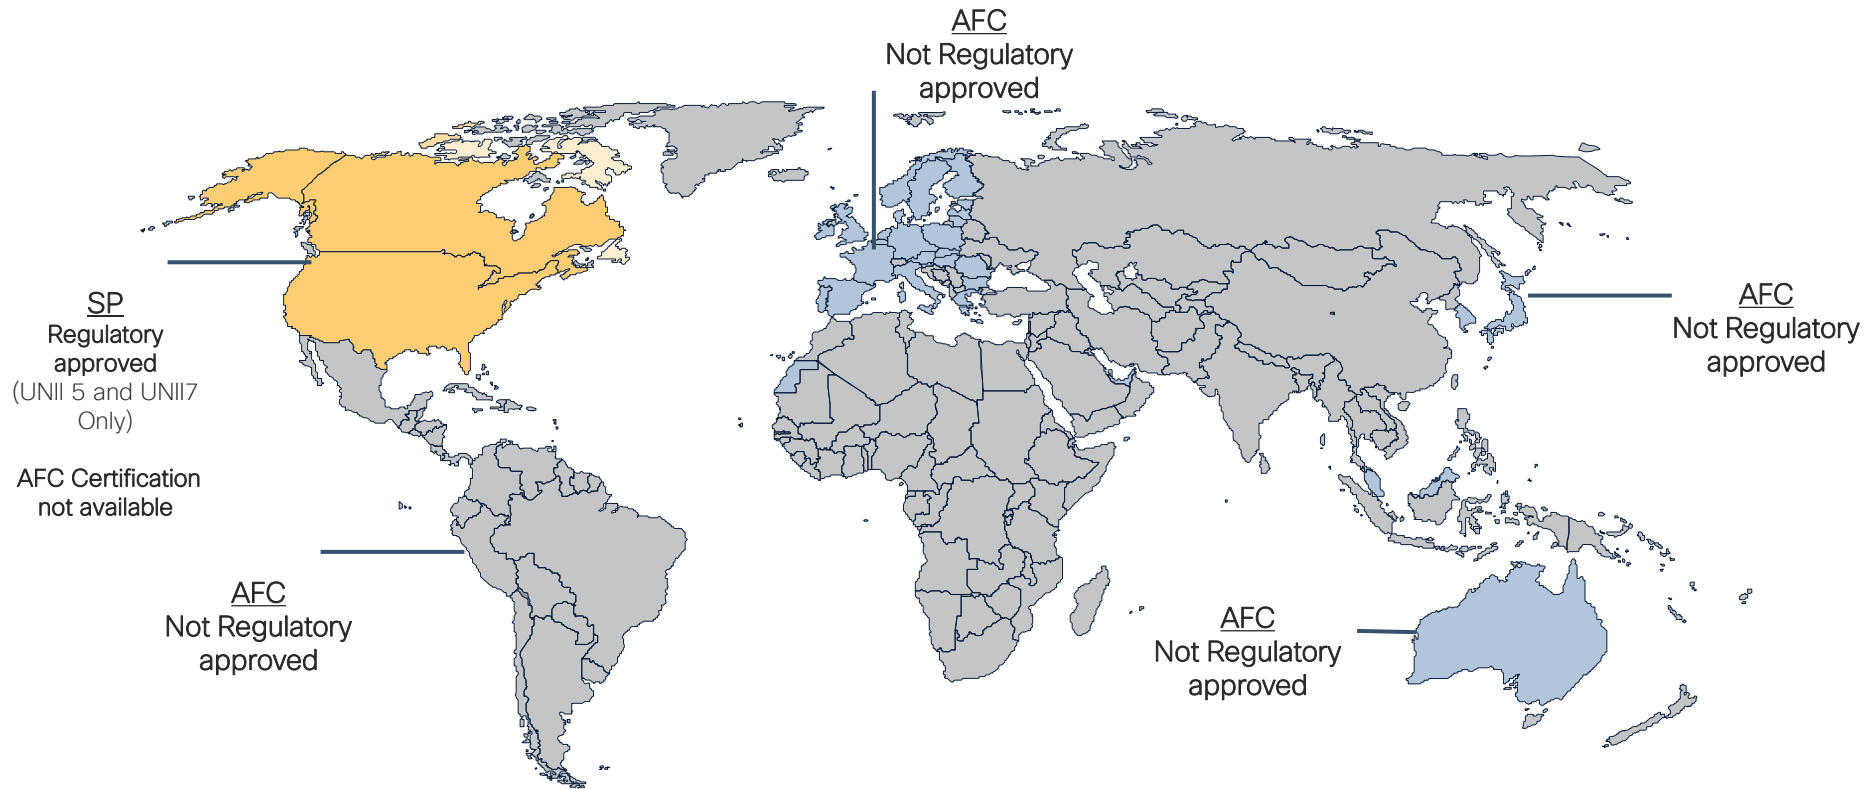 AFC
Not Regulatory
approved
SP
Regulatory
approved
(UNII 5 and UNII7
Only)
AFC Certification
not available
AFC
Not Regulatory
approved
AFC
Not Regulatory
approved
AFC
Not Regulatory
approved